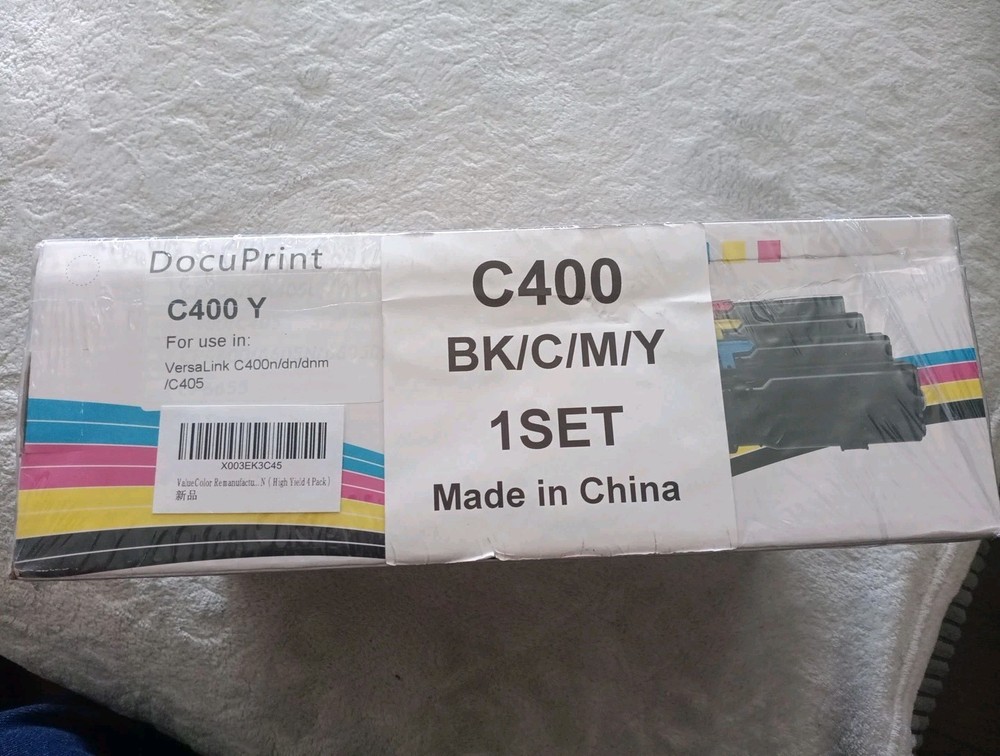 DocuPrint
C400 Y
For use in:
VersaLink C400n/dn/dnm
/C405
X003EK3C45
ValueColor Remanufactu...N (High Yield 4 Pack)
新品
C400
BK/C/M/Y
1SET
Made in China